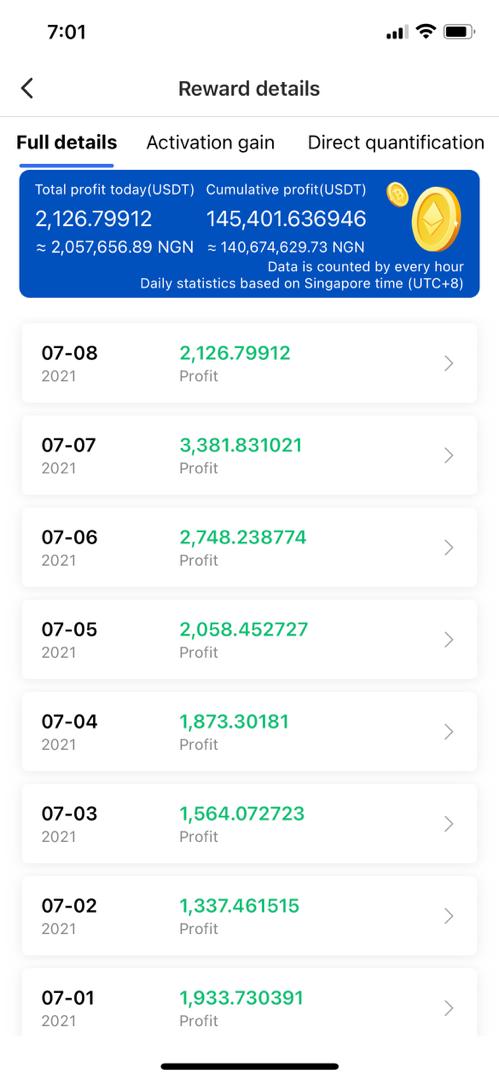 7:01
Reward details
Full details Activation gain Direct quantification
Total profit today(USDT) Cumulative profit(USDT)
2,126.79912 145,401.636946
≈ 2,057,656.89 NGN ≈ 140,674,629.73 NGN
Data is counted by every hour
Daily statistics based on Singapore time (UTC+8)
07-08 2,126.79912
2021 Profit
07-07 3,381.831021
2021 Profit
07-06 2,748.238774
2021 Profit
07-05 2,058.452727
2021 Profit
07-04 1,873.30181
2021 Profit
07-03 1,564.072723
2021 Profit
07-02 1,337.461515
2021 Profit
07-01 1,933.730391
2021 Profit